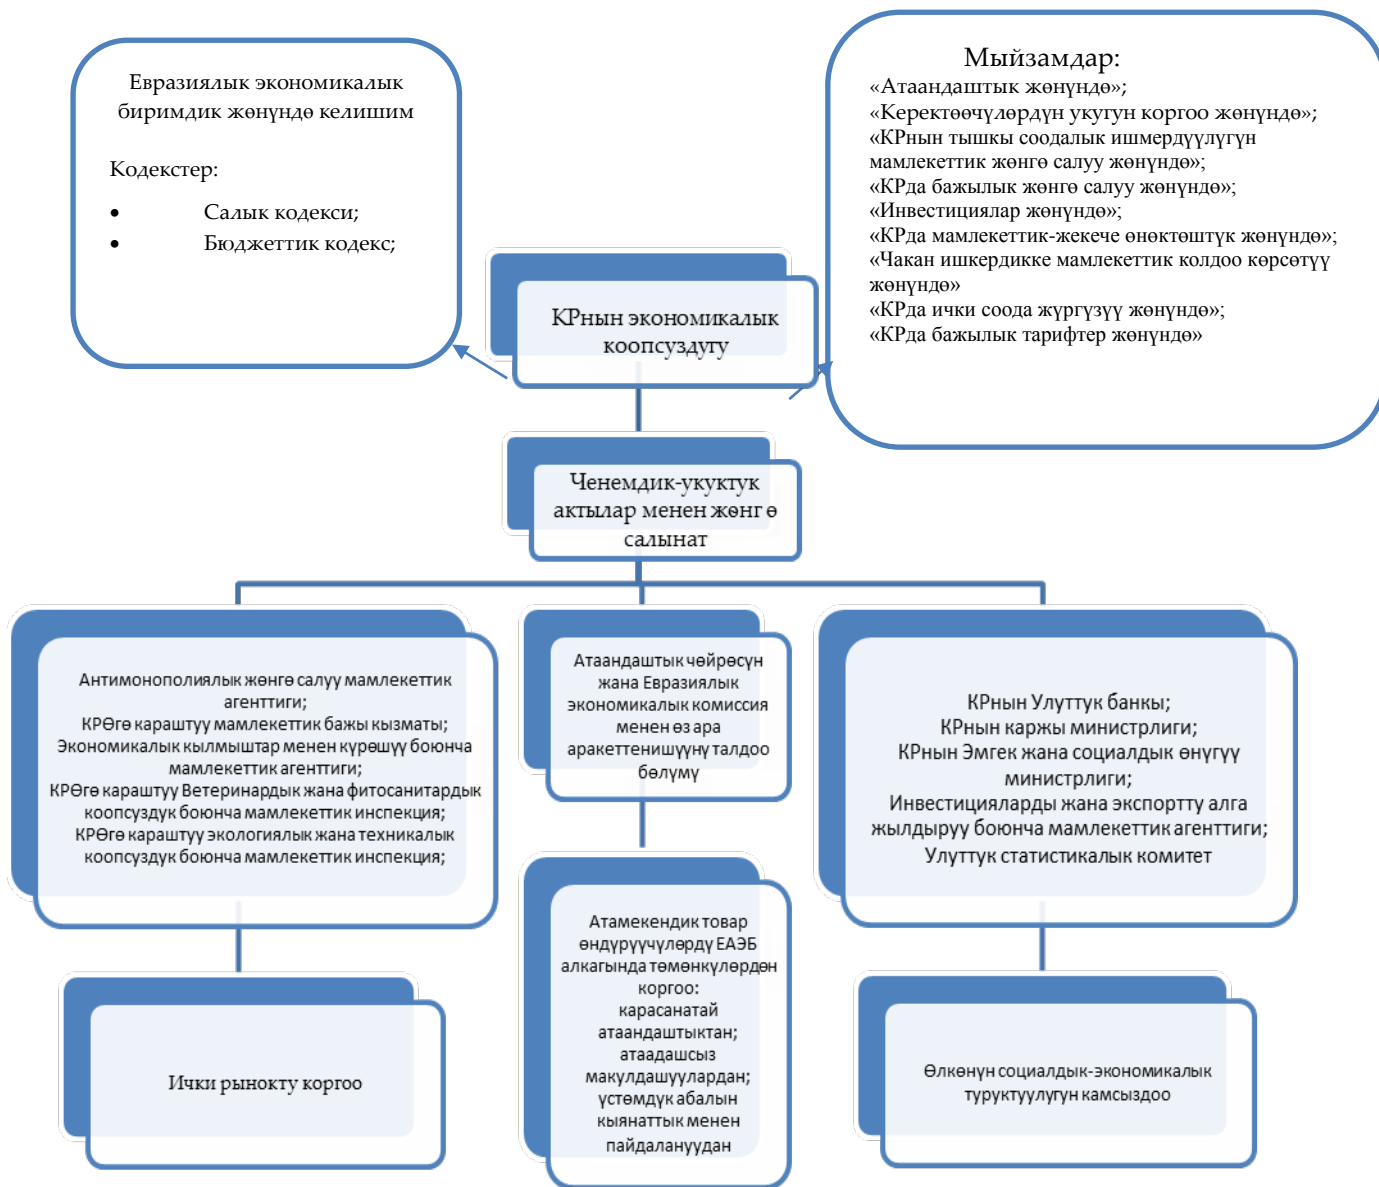 Евразиялык экономикалык
биримдик жөнүндө келишим
Кодекстер:
• Салык кодекси;
• Бюджеттик кодекс;
Мыйзамдар:
«Атаандаштык жөнүндө»;
«Керектөөчүлөрдүн укугун коргоо жөнүндө»;
«КРнын тышкы соодалык ишмердүүлүгүн
мамлекеттик жөнгө салуу жөнүндө»;
«КРда бажылык жөнгө салуу жөнүндө»;
«Инвестициялар жөнүндө»;
«КРда мамлекеттик-жекече өнөктөштүк жөнүндө»;
«Чакан ишкердикке мамлекеттик колдоо көрсөтүү
жөнүндө»
«КРда ички соода жүргүзүү жөнүндө»;
«КРда бажылык тарифтер жөнүндө»
КРнын экономикалык
коопсуздугу
Ченемдик-укуктук
актылар менен жөнг ө
салынат
Антимонополиялык жөнгө салуу мамлекеттик
агенттиги;
КРӨгө караштуу мамлекеттик бажы кызматы;
Экономикалык кылмыштар менен күрөшүү боюнча
мамлекеттик агенттиги;
КРӨгө караштуу Ветеринардык жана фитосанитардык
коопсуздук боюнча мамлекеттик инспекция;
КРӨгө караштуу экологиялык жана техникалык
коопсуздук боюнча мамлекеттик инспекция;
Атаандаштык чөйрөсүн
жана Евразиялык
экономикалык комиссия
менен өз ара
аракеттенишүүнү талдоо
бөлүмү
КРнын Улуттук банкы;
КРнын каржы министрлиги;
КРнын Эмгек жана социалдык өнүгүү
министрлиги;
Инвестицияларды жана экспортту алга
жылдыруу боюнча мамлекеттик агенттиги;
Улуттук статистикалык комитет
Ички рынокту коргоо
Атамекендик товар
өндүрүүчүлөрдү ЕАЭБ
алкагында төмөнкүлөрдөн
коргоо:
карасанатай
атаандаштыктан;
атаадашсыз
макулдашуулардан;
үстөмдүк абалын
кыянаттык менен
пайдалануудан
Өлкөнүн социалдык-экономикалык
туруктуулугун камсыздоо